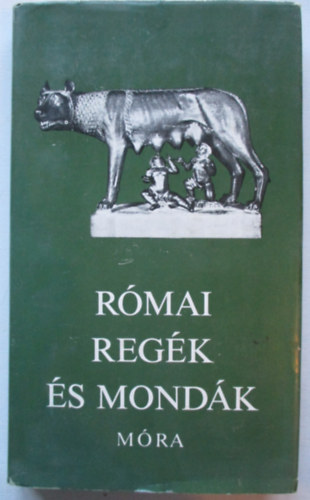 RÓMAI
REGÉK
ÉS MONDÁK
MÓRA